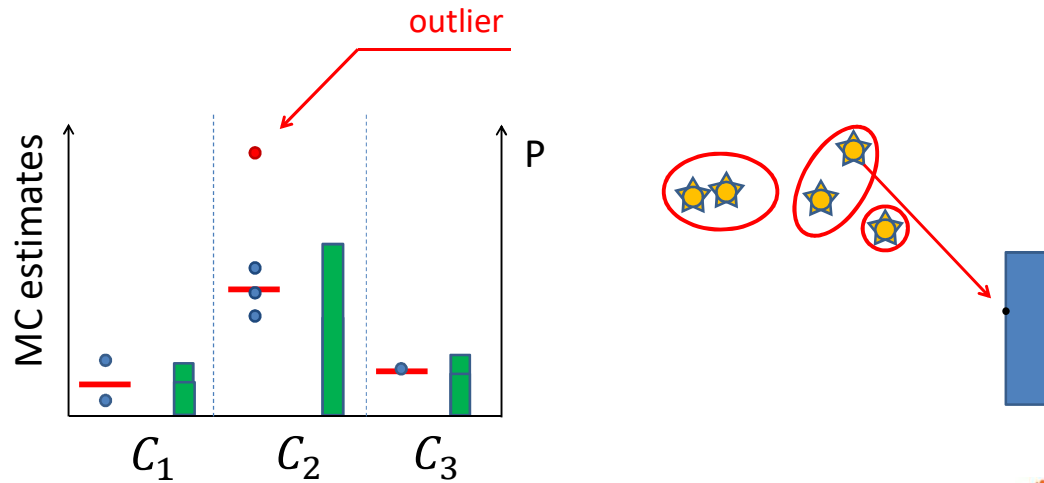 outlier
MC estimates
P
C₁
C₂
C₃